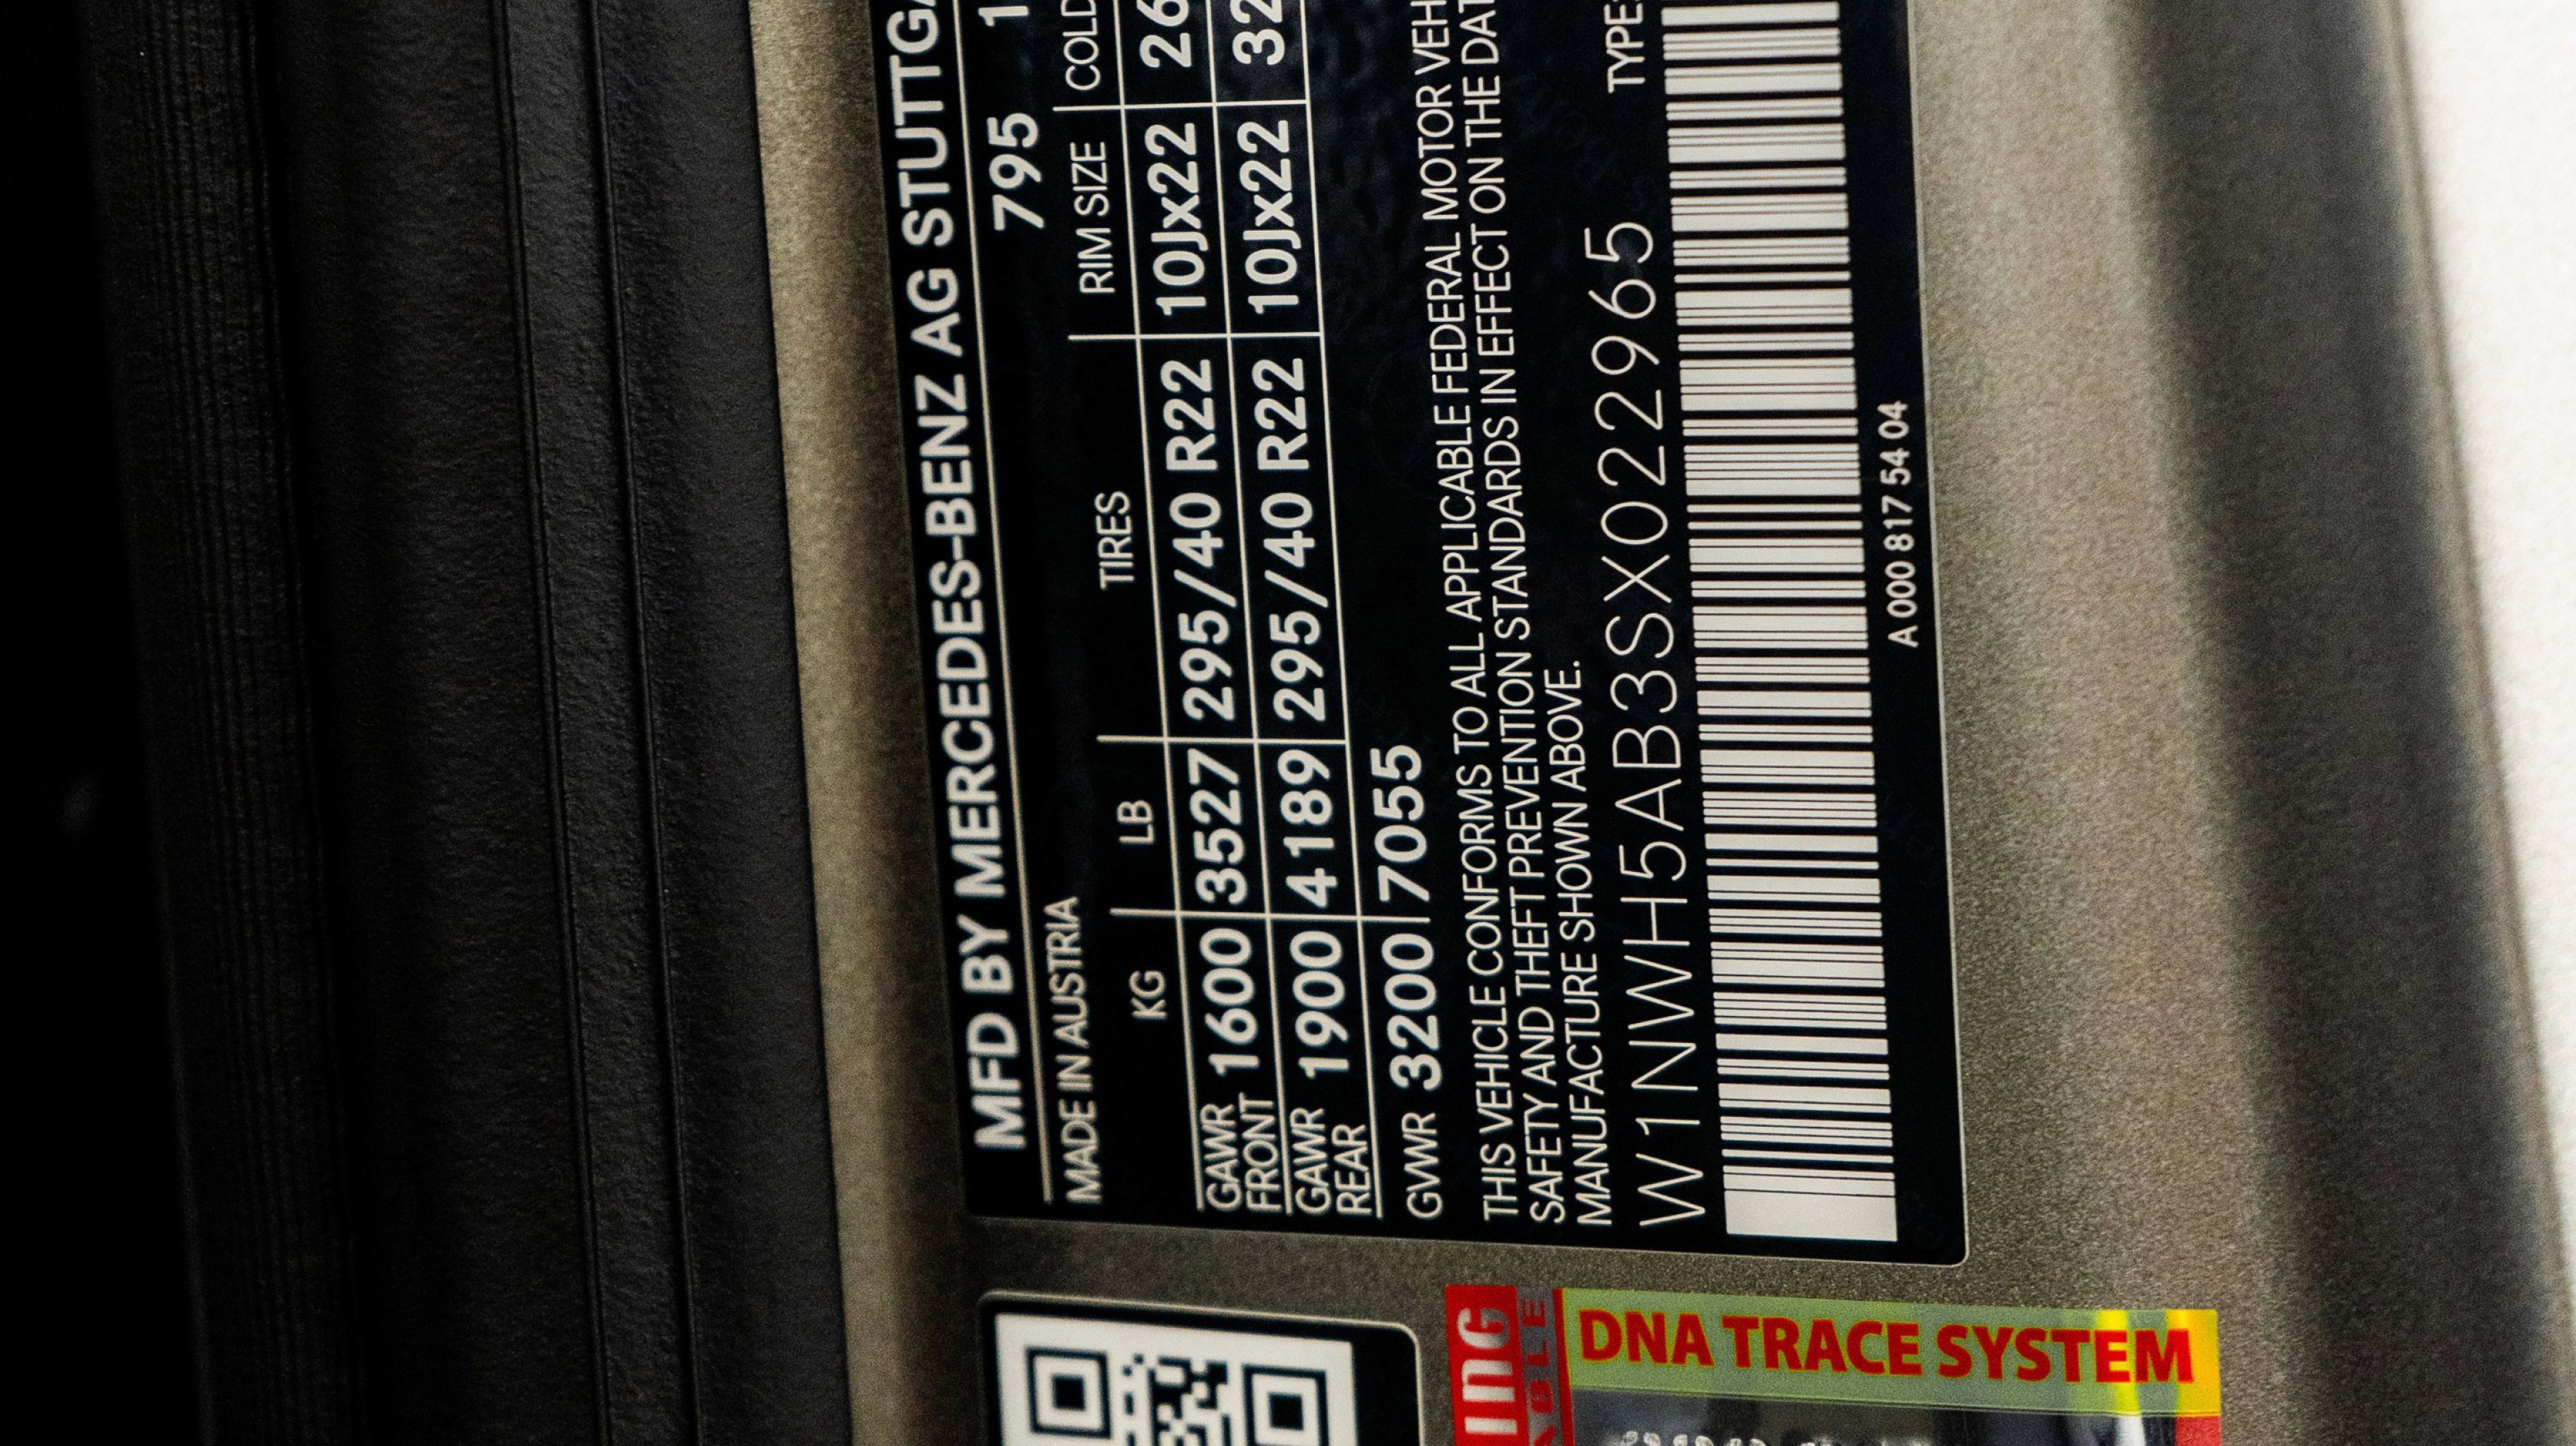 MFD BY MERCEDES-BENZ AG
795
MADE IN AUSTRIA
KG LB TIRES RIM SIZE COLD
GAWR FRONT 1600 3527 295/40 R22 10Jx22
GAWR REAR 1900 4189 295/40 R22 10Jx22
GVWR 3200 7055
THIS VEHICLE CONFORMS TO ALL APPLICABLE FEDERAL MOTOR
SAFETY AND THEFT PREVENTION STANDARDS IN EFFECT ON THE
MANUFACTURE SHOWN ABOVE.
W1NWH5AB3SX022965
A 000 817 54 04
DNA TRACE SYSTEM